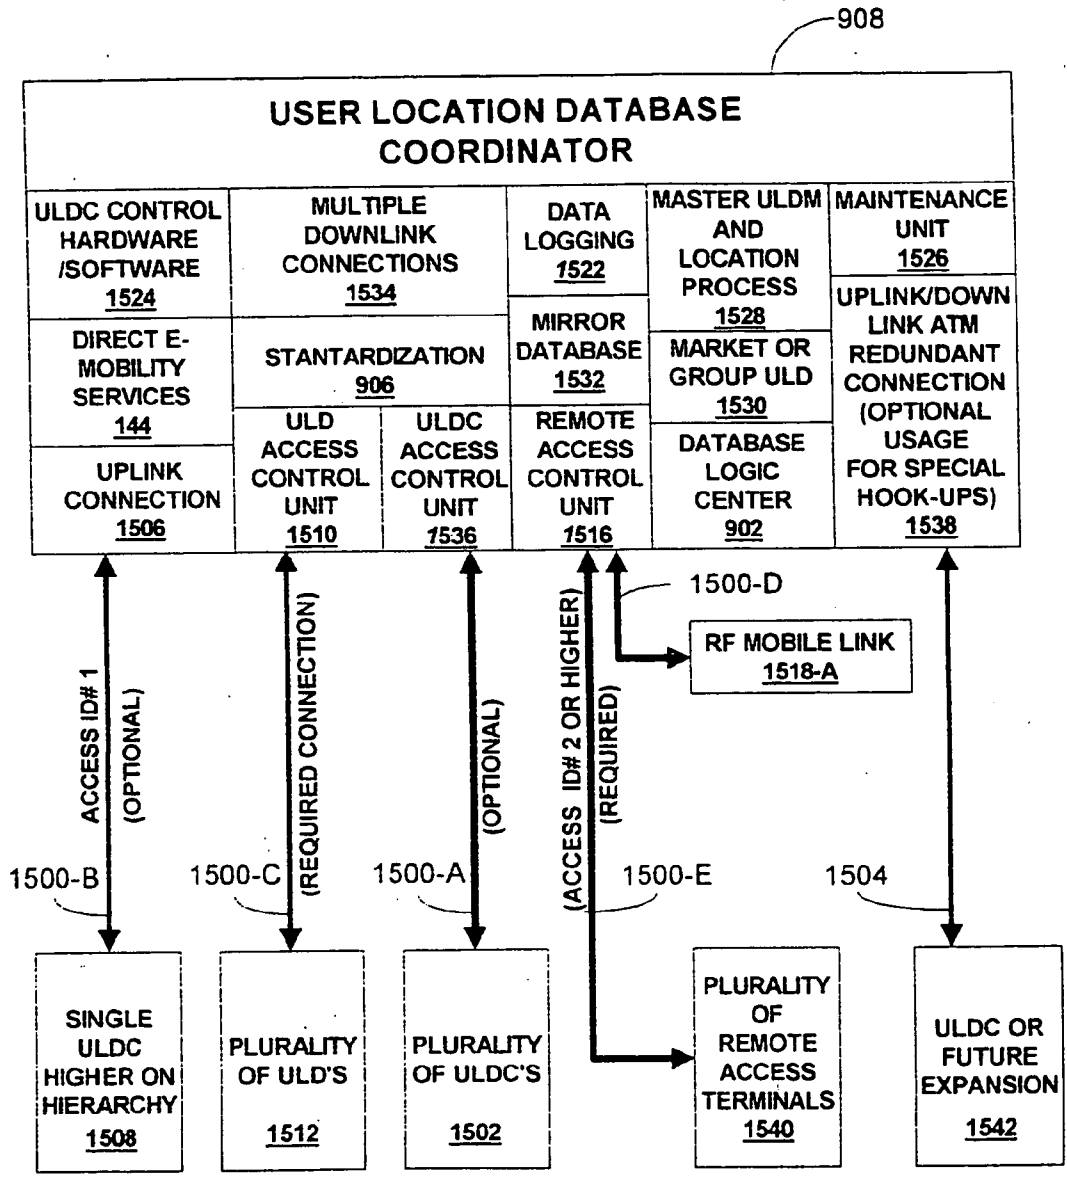 908
USER LOCATION DATABASE
COORDINATOR
ULDC CONTROL
HARDWARE
/SOFTWARE
1524
DIRECT E-
MOBILITY
SERVICES
144
UPLINK
CONNECTION
1506
MULTIPLE
DOWNLINK
CONNECTIONS
1534
STANTARDIZATION
906
ULD
ACCESS
CONTROL
UNIT
1510
ULDC
ACCESS
CONTROL
UNIT
1536
DATA
LOGGING
1522
MIRROR
DATABASE
1532
REMOTE
ACCESS
CONTROL
UNIT
1516
MASTER ULDM
AND
LOCATION
PROCESS
1528
MARKET OR
GROUP ULD
1530
DATABASE
LOGIC
CENTER
902
MAINTENANCE
UNIT
1526
UPLINK/DOWN
LINK ATM
REDUNDANT
CONNECTION
(OPTIONAL
USAGE
FOR SPECIAL
HOOK-UPS)
1538
ACCESS ID# 1
(OPTIONAL)
(REQUIRED CONNECTION)
(OPTIONAL)
(ACCESS ID# 2 OR HIGHER)
(REQUIRED)
1500-D
RF MOBILE LINK
1518-A
1500-B
1500-C
1500-A
1500-E
1504
SINGLE
ULDC
HIGHER ON
HIERARCHY
1508
PLURALITY
OF ULD'S
1512
PLURALITY
OF ULDC'S
1502
PLURALITY
OF
REMOTE
ACCESS
TERMINALS
1540
ULDC OR
FUTURE
EXPANSION
1542